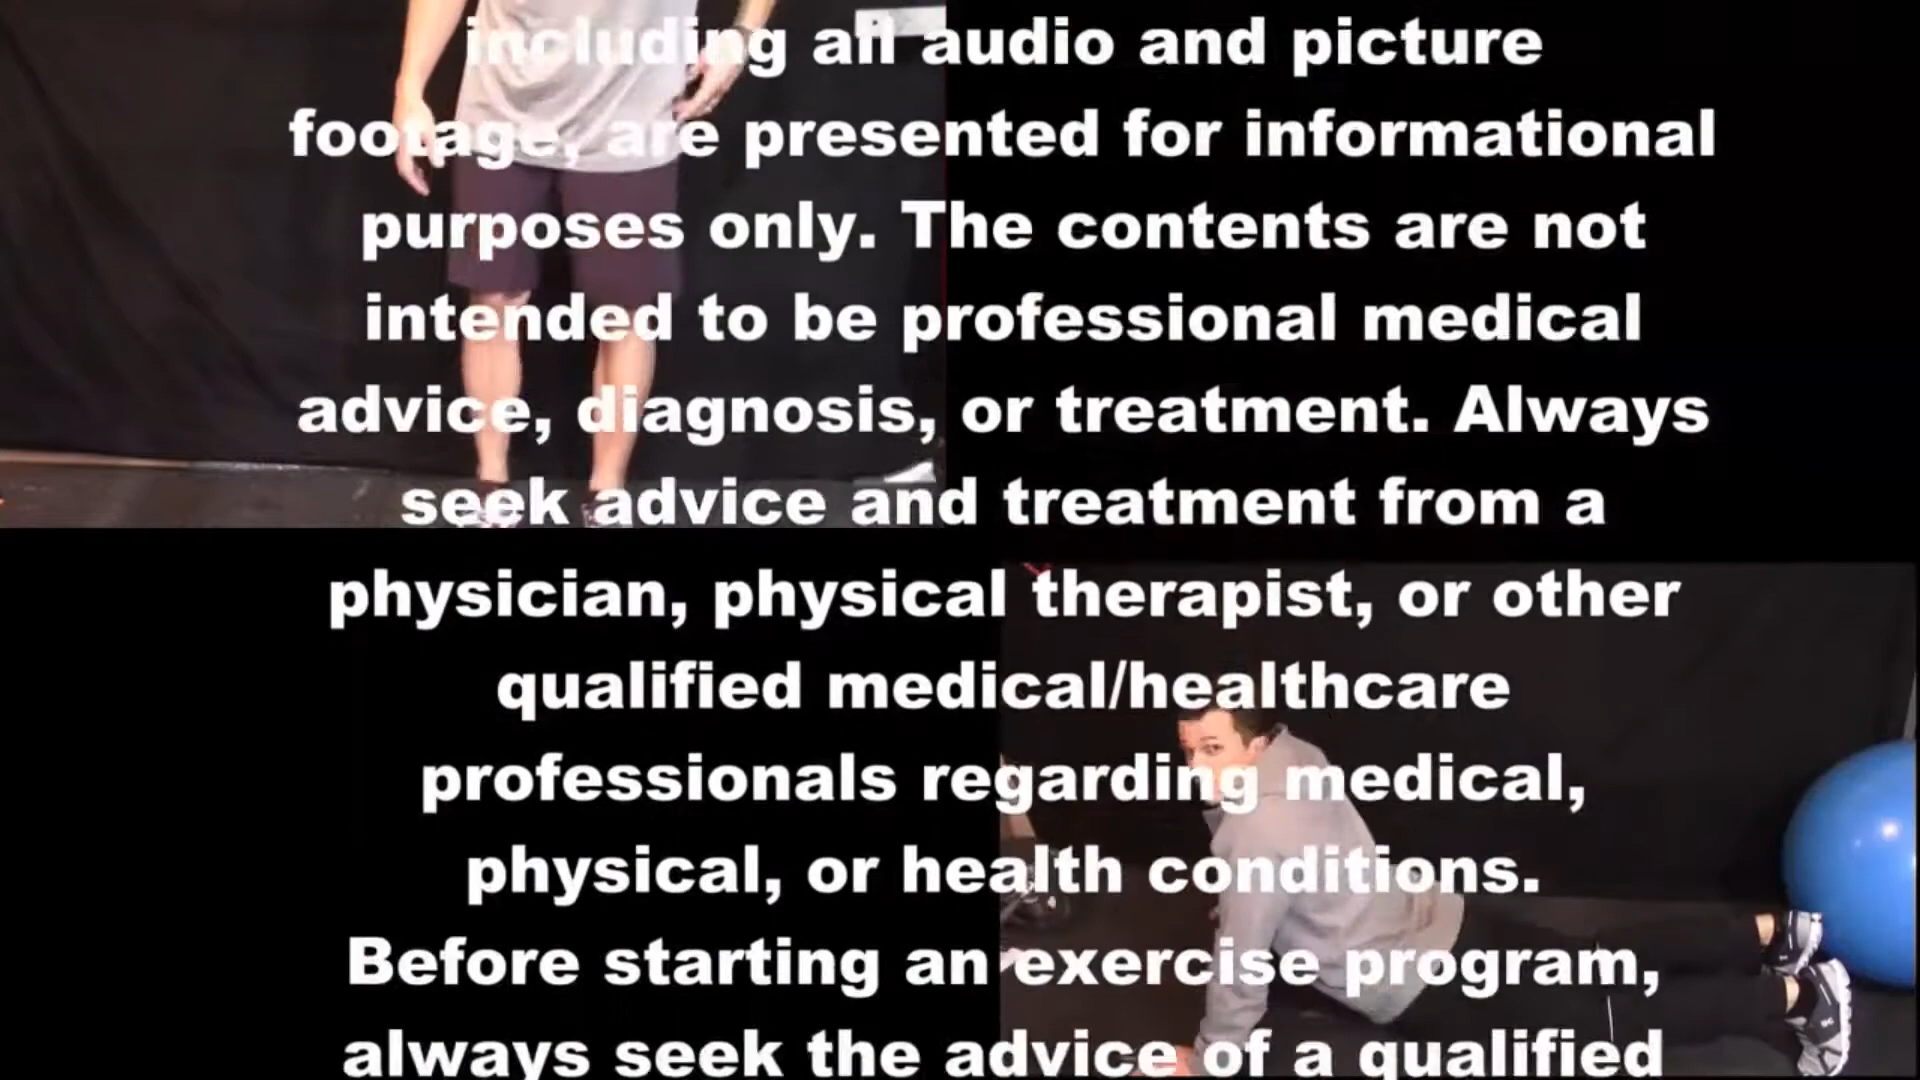 including all audio and picture
footage, are presented for informational
purposes only. The contents are not
intended to be professional medical
advice, diagnosis, or treatment. Always
seek advice and treatment from a
physician, physical therapist, or other
qualified medical/healthcare
professionals regarding medical,
physical, or health conditions.
Before starting an exercise program,
always seek the advice of a qualified